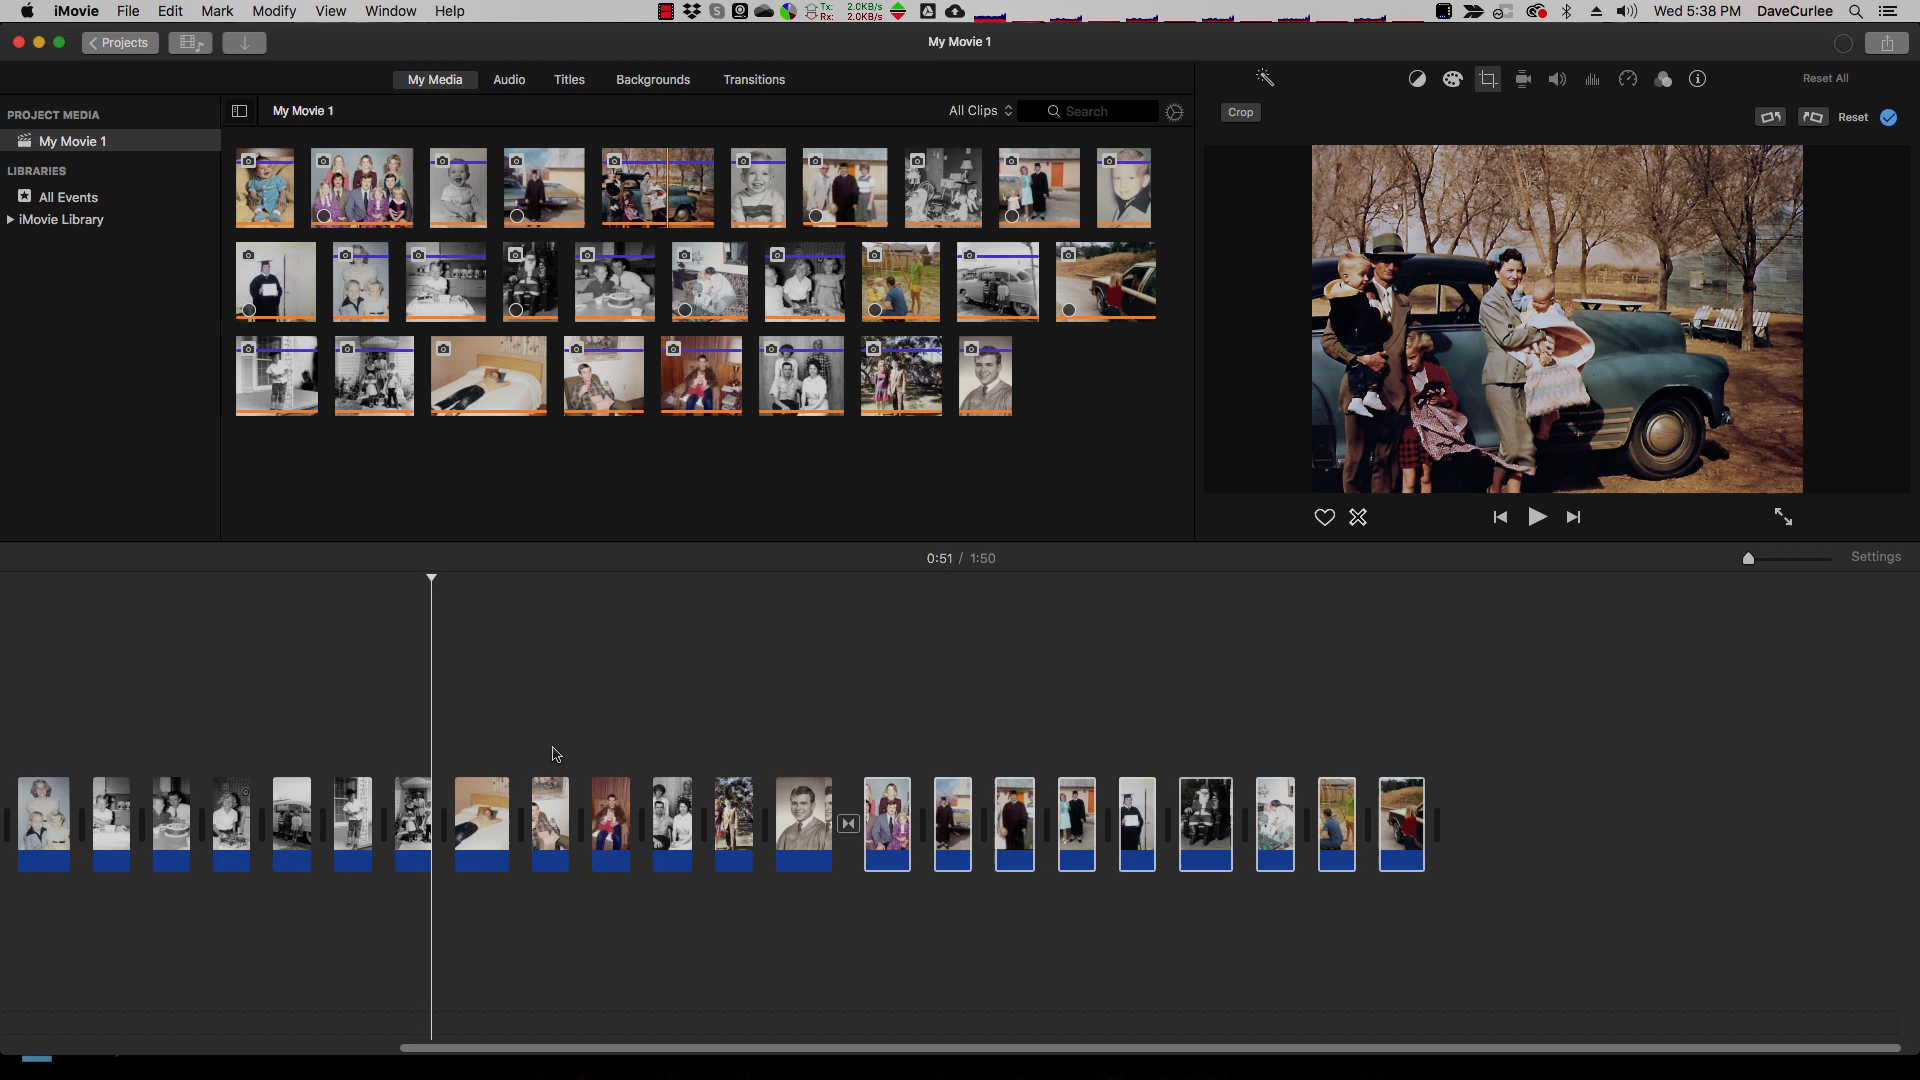 iMovie File Edit Mark Modify View Window Help Tx: 2.0KB/s Wed 5:38 PM DaveCurlee
Rx: 2.0KB/s
Projects My Movie 1
My Media Audio Titles Backgrounds Transitions Reset All
PROJECT MEDIA My Movie 1 All Clips Search Crop Reset
My Movie 1
LIBRARIES
All Events
iMovie Library
0:51 / 1:50 Settings